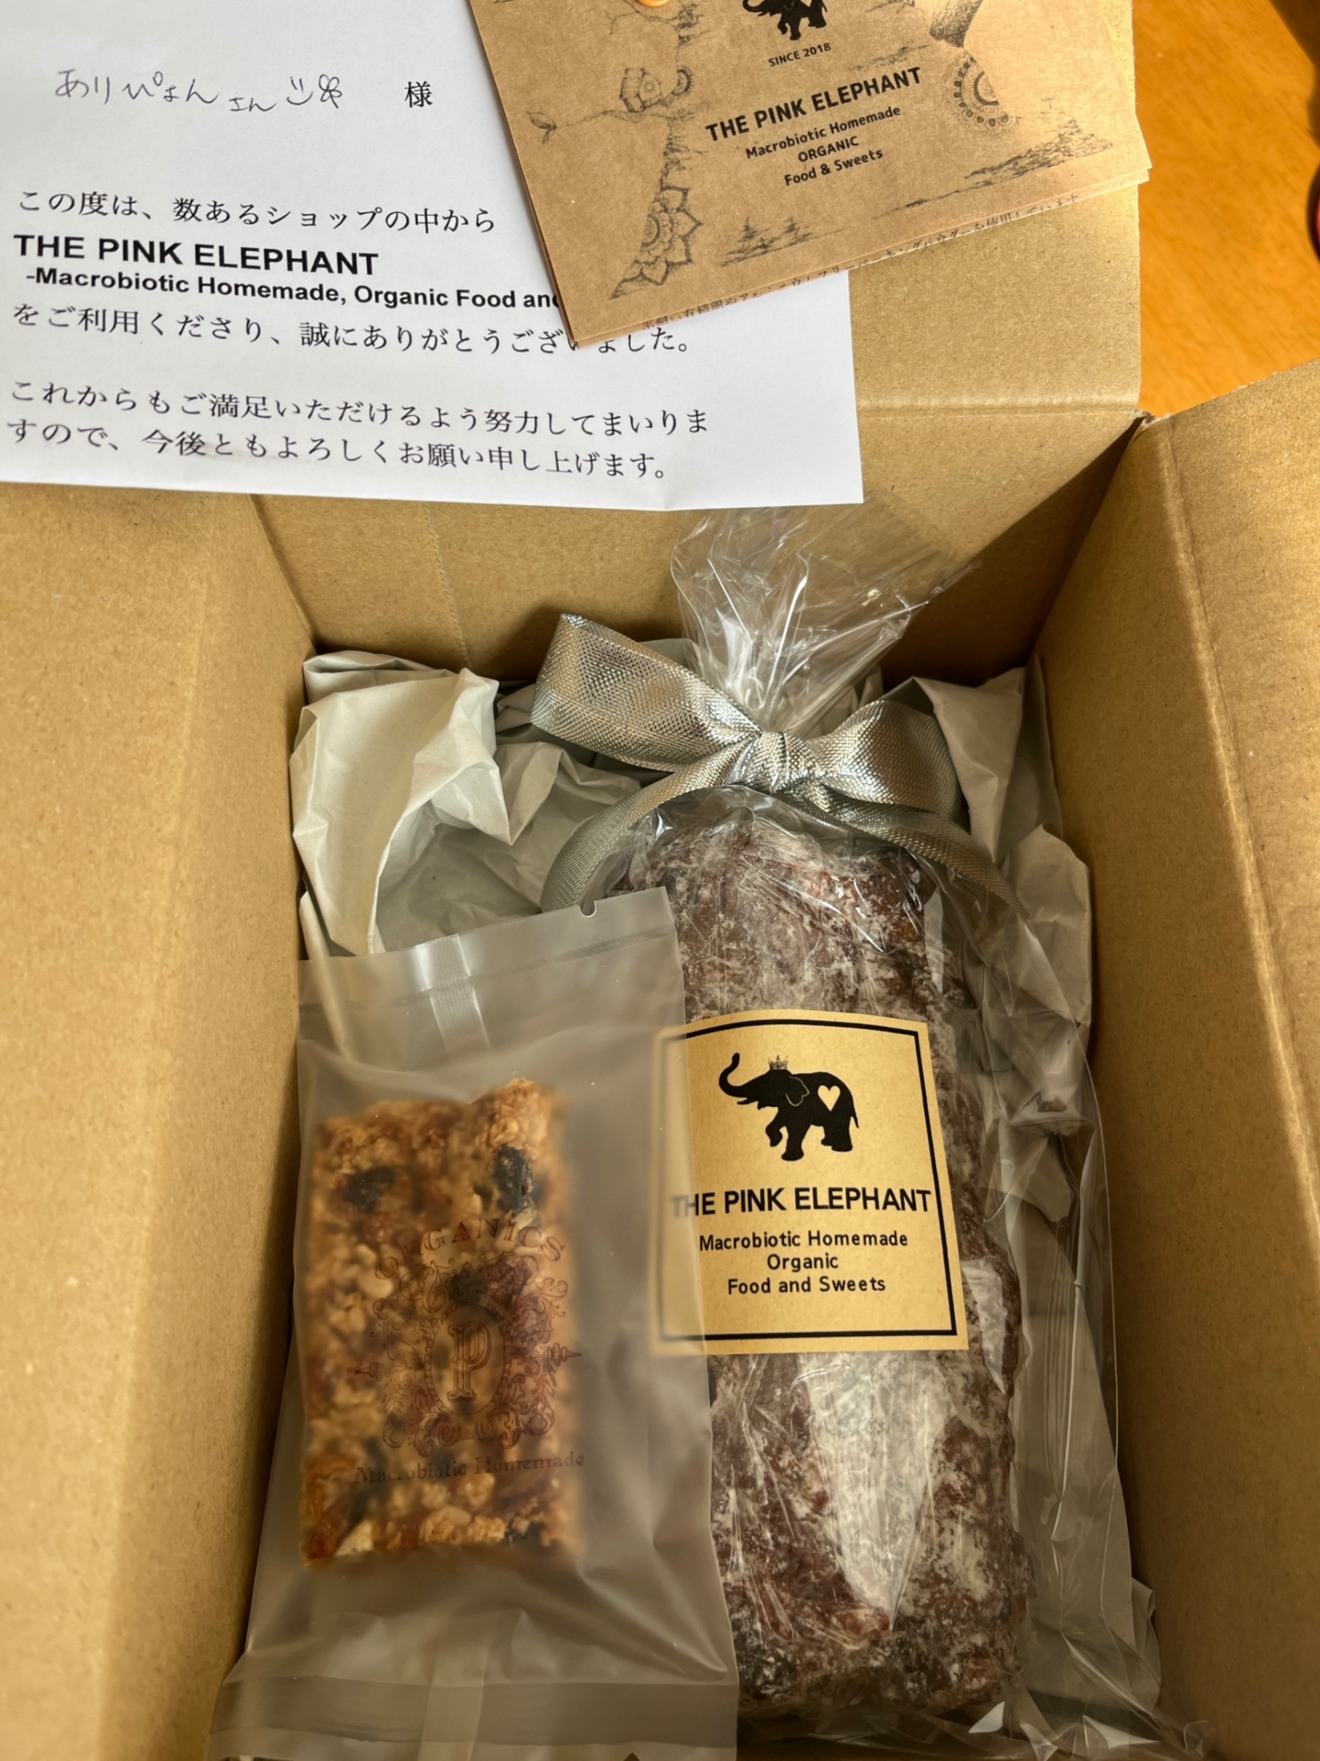 ありぴょんさん 様
この度は、数あるショップの中から
THE PINK ELEPHANT
-Macrobiotic Homemade, Organic Food an
をご利用くださり、誠にありがとうございました。
これからもご満足いただけるよう努力してまいりま
すので、今後ともよろしくお願い申し上げます。
SINCE 2018
THE PINK ELEPHANT
Macrobiotic Homemade
ORGANIC
Food & Sweets
THE PINK ELEPHANT
Macrobiotic Homemade
Organic
Food and Sweets
ORGANICS
P
Macrobiotic Homemade